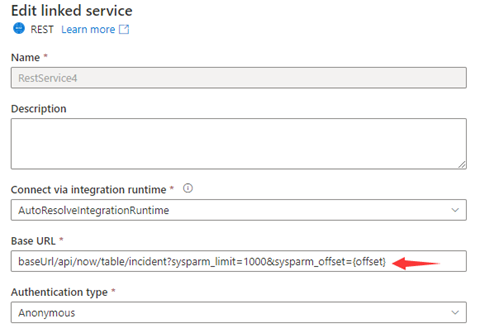 Edit linked service
REST Learn more
Name *
RestService4
Description
Connect via integration runtime *
AutoResolveIntegrationRuntime
Base URL *
baseUrl/api/now/table/incident?sysparm_limit=1000&sysparm_offset={offset}
Authentication type *
Anonymous